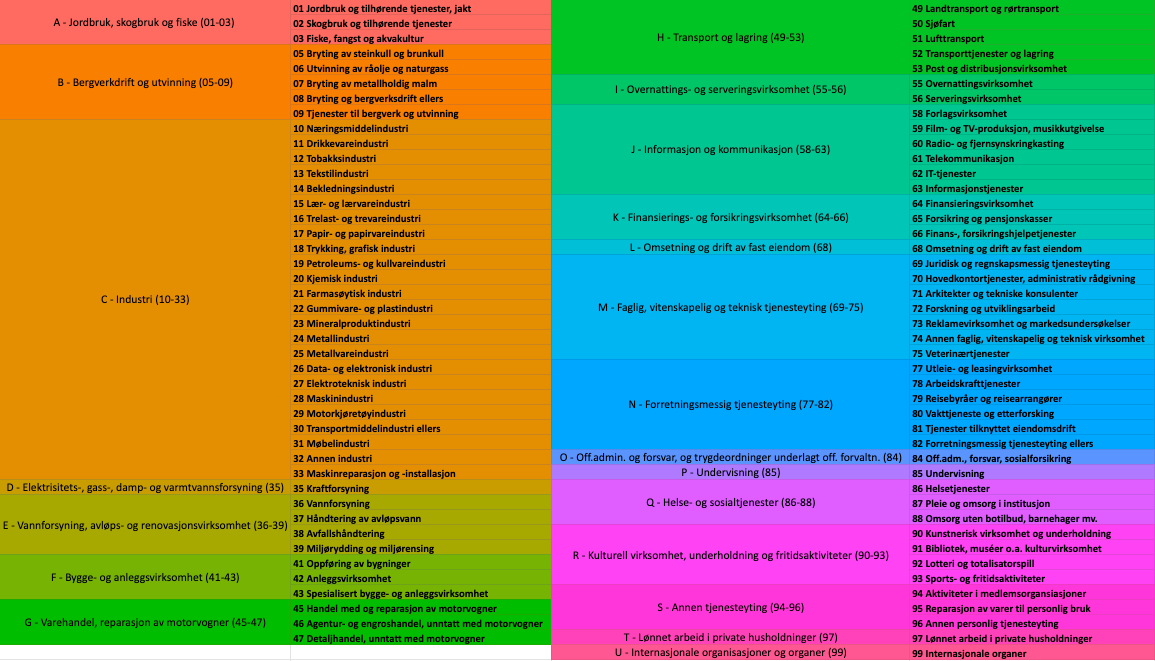 A - Jordbruk, skogbruk og fiske (01-03)
01 Jordbruk og tilhørende tjenester, jakt
02 Skogbruk og tilhørende tjenester
03 Fiske, fangst og akvakultur
B - Bergverkdrift og utvinning (05-09)
05 Bryting av steinkull og brunkull
06 Utvinning av råolje og naturgass
07 Bryting av metallholdig malm
08 Bryting og bergverksdrift ellers
09 Tjenester til bergverk og utvinning
C - Industri (10-33)
10 Næringsmiddelindustri
11 Drikkevareindustri
12 Tobakksindustri
13 Tekstilindustri
14 Bekledningsindustri
15 Lær- og lærvareindustri
16 Trelast- og trevareindustri
17 Papir- og papirvareindustri
18 Trykking, grafisk industri
19 Petroleums- og kullvareindustri
20 Kjemisk industri
21 Farmasøytisk industri
22 Gummivare- og plastindustri
23 Mineralproduktindustri
24 Metallindustri
25 Metallvareindustri
26 Data- og elektronisk industri
27 Elektroteknisk industri
28 Maskinindustri
29 Motorkjøretøyindustri
30 Transportmiddelindustri ellers
31 Møbelindustri
32 Annen industri
33 Maskinreparasjon og -installasjon
D - Elektrisitets-, gass-, damp- og varmtvannsforsyning (35)
35 Kraftforsyning
E - Vannforsyning, avløps- og renovasjonsvirksomhet (36-39)
36 Vannforsyning
37 Håndtering av avløpsvann
38 Avfallshåndtering
39 Miljørydding og miljørensing
F - Bygge- og anleggsvirksomhet (41-43)
41 Oppføring av bygninger
42 Anleggsvirksomhet
43 Spesialisert bygge- og anleggsvirksomhet
G - Varehandel, reparasjon av motorvogner (45-47)
45 Handel med og reparasjon av motorvogner
46 Agentur- og engroshandel, unntatt med motorvogner
47 Detaljhandel, unntatt med motorvogner
H - Transport og lagring (49-53)
49 Landtransport og rørtransport
50 Sjøfart
51 Lufttransport
52 Transporttjenester og lagring
53 Post og distribusjonsvirksomhet
I - Overnattings- og serveringsvirksomhet (55-56)
55 Overnattingsvirksomhet
56 Serveringsvirksomhet
J - Informasjon og kommunikasjon (58-63)
58 Forlagsvirksomhet
59 Film- og TV-produksjon, musikkutgivelse
60 Radio- og fjernsynskringkasting
61 Telekommunikasjon
62 IT-tjenester
63 Informasjonstjenester
K - Finansierings- og forsikringsvirksomhet (64-66)
64 Finansieringsvirksomhet
65 Forsikring og pensjonskasser
66 Finans-, forsikringshjelpetjenester
L - Omsetning og drift av fast eiendom (68)
68 Omsetning og drift av fast eiendom
M - Faglig, vitenskapelig og teknisk tjenesteyting (69-75)
69 Juridisk og regnskapsmessig tjenesteyting
70 Hovedkontortjenester, administrativ rådgivning
71 Arkitekter og tekniske konsulenter
72 Forskning og utviklingsarbeid
73 Reklamevirksomhet og markedsundersøkelser
74 Annen faglig, vitenskapelig og teknisk virksomhet
75 Veterinærtjenester
N - Forretningsmessig tjenesteyting (77-82)
77 Utleie- og leasingvirksomhet
78 Arbeidskrafttjenester
79 Reisebyråer og reisearrangører
80 Vakttjeneste og etterforsking
81 Tjenester tilknyttet eiendomsdrift
82 Forretningsmessig tjenesteyting ellers
O - Off.admin. og forsvar, og trygdeordninger underlagt off. forvaltn. (84)
84 Off.adm., forsvar, sosialforsikring
P - Undervisning (85)
85 Undervisning
Q - Helse- og sosialtjenester (86-88)
86 Helsetjenester
87 Pleie og omsorg i institusjon
88 Omsorg uten botilbud, barnehager mv.
R - Kulturell virksomhet, underholdning og fritidsaktiviteter (90-93)
90 Kunstnerisk virksomhet og underholdning
91 Bibliotek, muséer o.a. kulturvirksomhet
92 Lotteri og totalisatorspill
93 Sports- og fritidsaktiviteter
S - Annen tjenesteyting (94-96)
94 Aktiviteter i medlemsorgansiasjoner
95 Reparasjon av varer til personlig bruk
96 Annen personlig tjenesteyting
T - Lønnet arbeid i private husholdninger (97)
97 Lønnet arbeid i private husholdninger
U - Internasjonale organisasjoner og organer (99)
99 Internasjonale organer